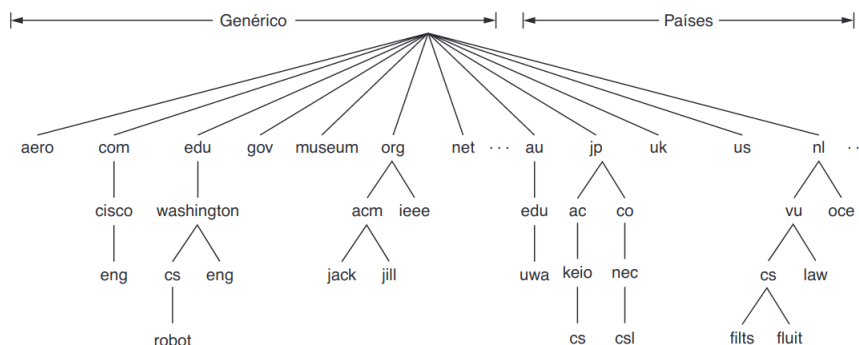 Genérico Países
aero com edu gov museum org net ··· au jp uk us nl ··
cisco washington acm ieee edu ac co vu oce
eng cs eng jack jill uwa keio nec cs law
robot cs csl filts fluit